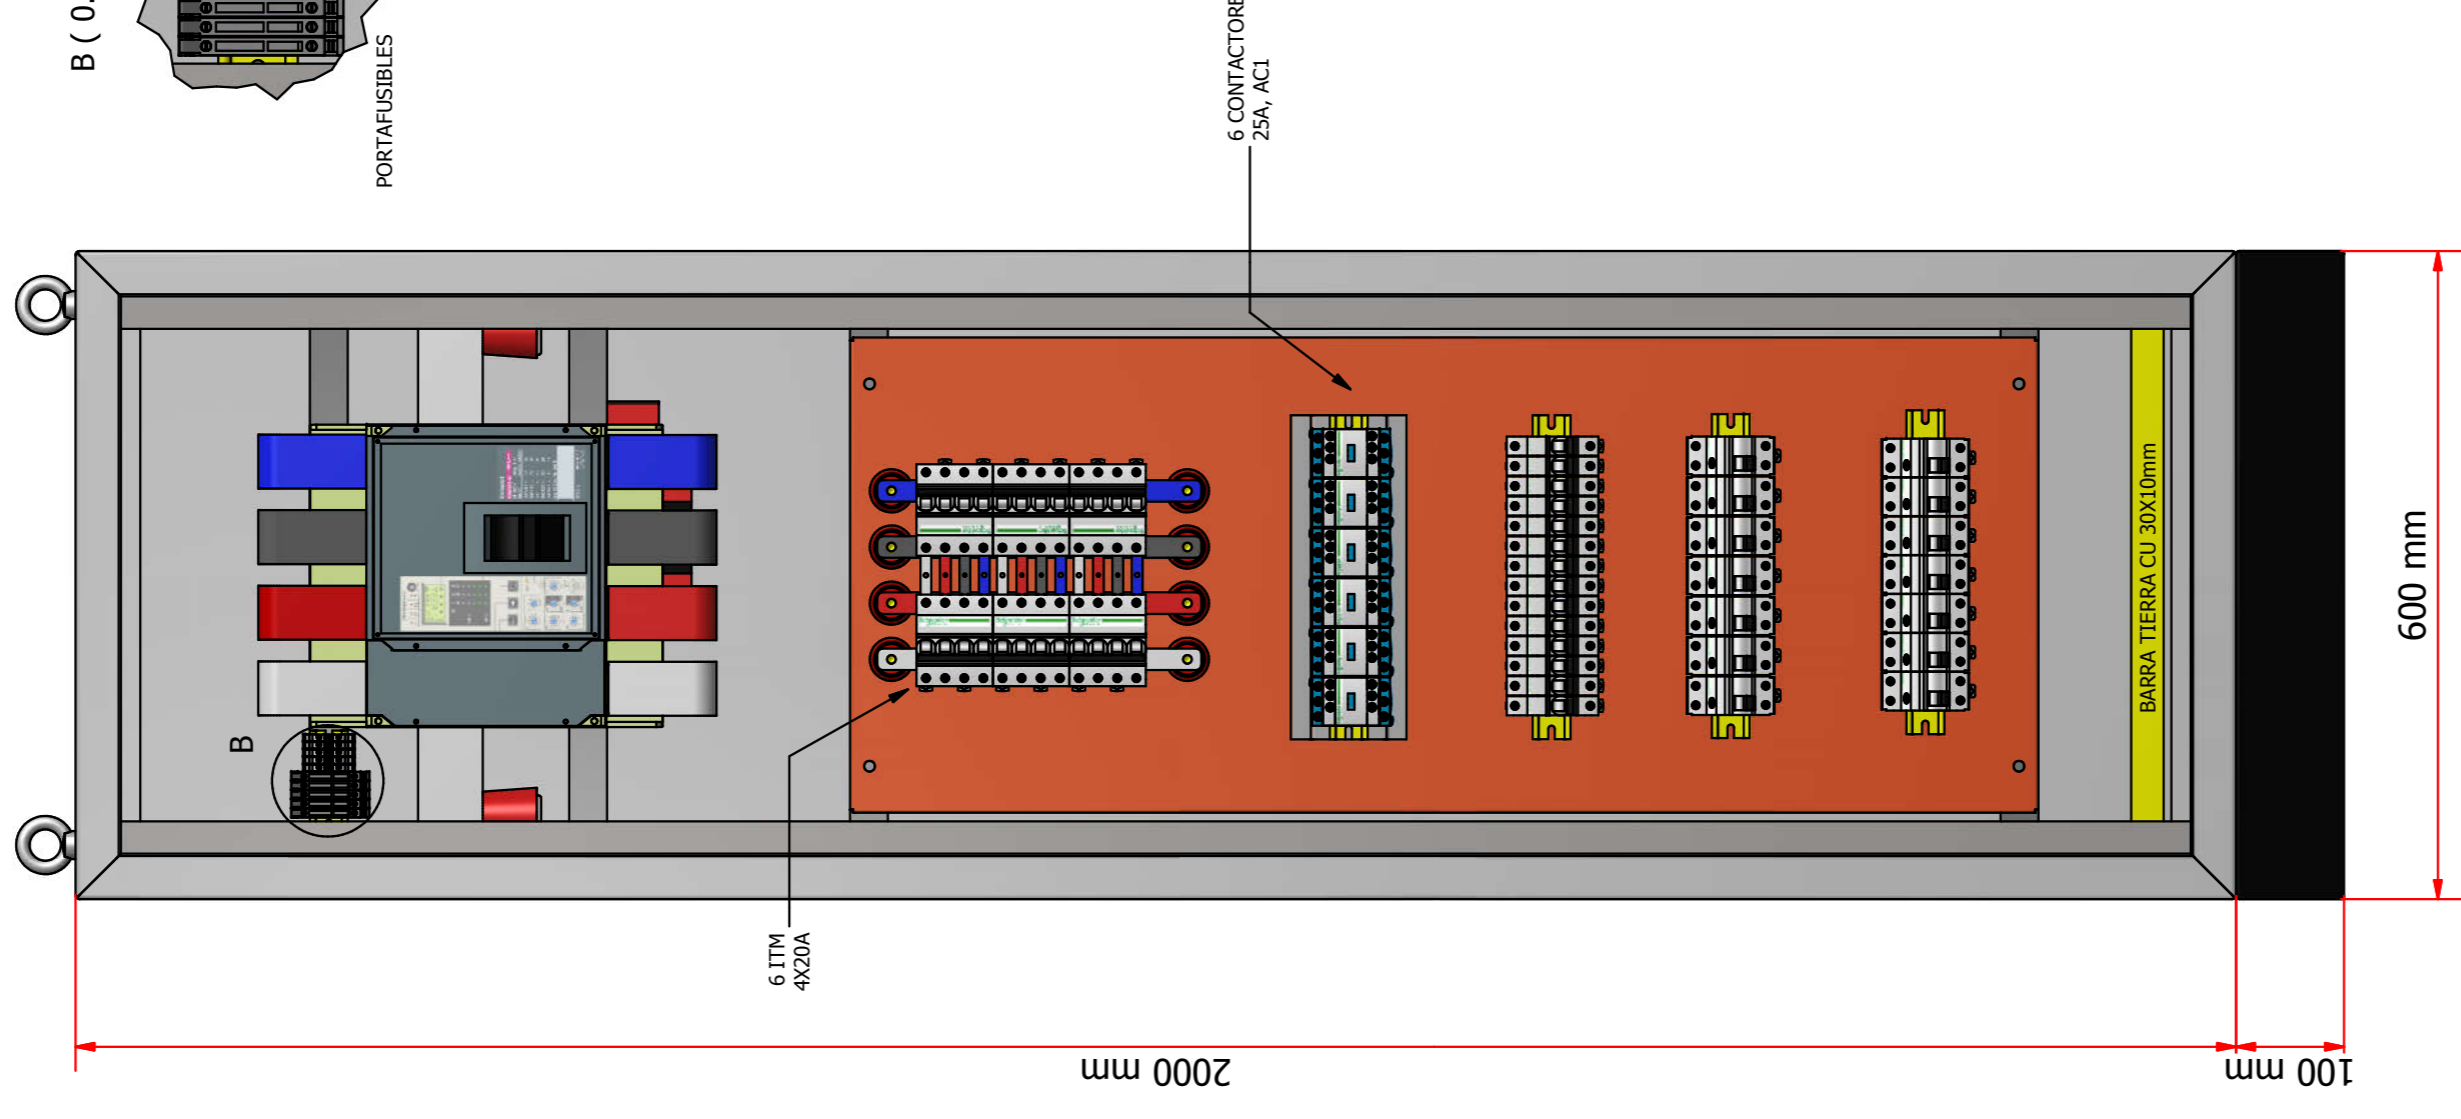 B ( 0.
PORTAFUSIBLES
6 CONTACTORE
25A, AC1
B
6 ITM
4X20A
BARRA TIERRA CU 30X10mm
2000 mm
100 mm
600 mm